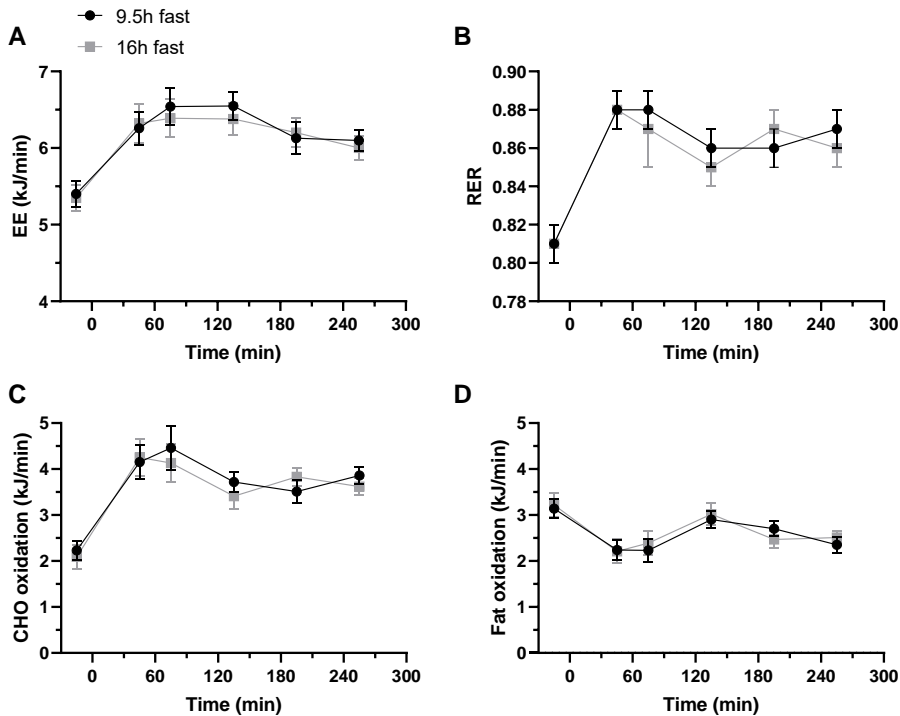 9.5h fast
16h fast
A
7
6
5
4
EE (kJ/min)
0 60 120 180 240 300
Time (min)
B
0.90
0.88
0.86
0.84
0.82
0.80
0.78
RER
0 60 120 180 240 300
Time (min)
C
5
4
3
2
1
0
CHO oxidation (kJ/min)
0 60 120 180 240 300
Time (min)
D
5
4
3
2
1
0
Fat oxidation (kJ/min)
0 60 120 180 240 300
Time (min)